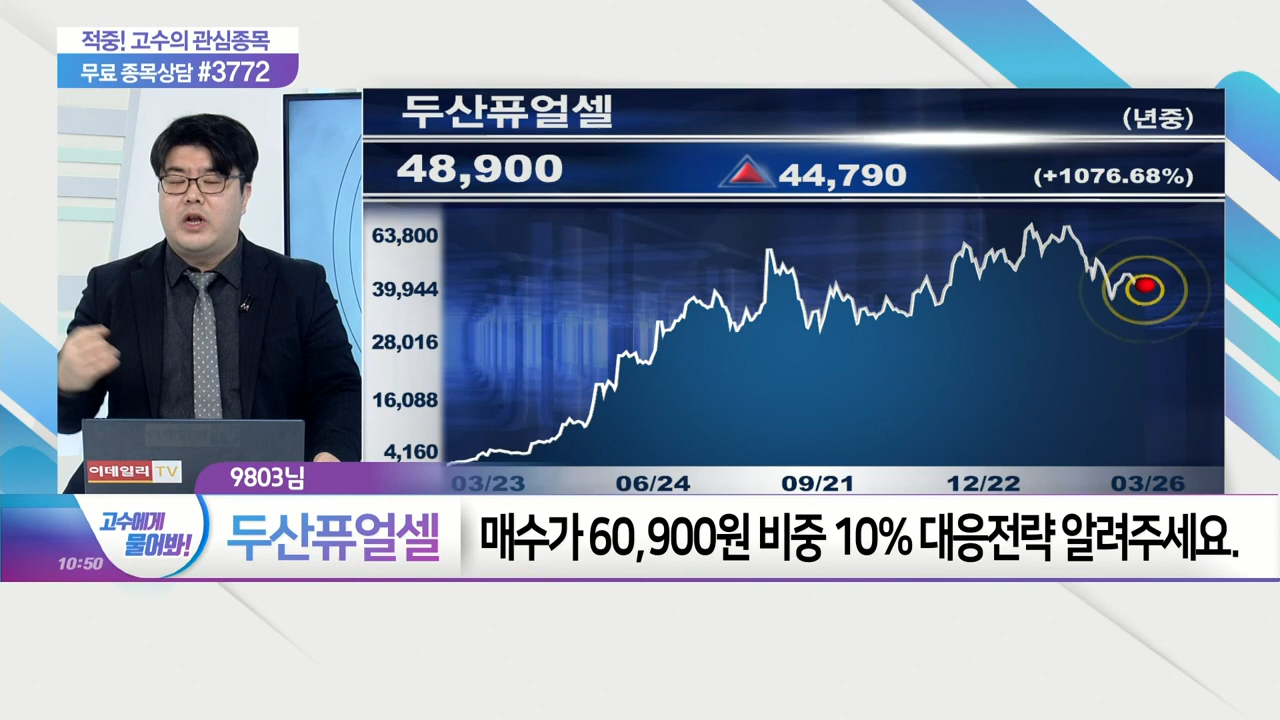 적중! 고수의 관심종목
무료 종목상담 #3772
두산퓨얼셀
(년중)
48,900
44,790
(+1076.68%)
63,800
39,944
28,016
16,088
4,160
03/23
06/24
09/21
12/22
03/26
이데일리 TV
9803님
고수에게
물어봐!
10:50
두산퓨얼셀
매수가 60,900원 비중 10% 대응전략 알려주세요.